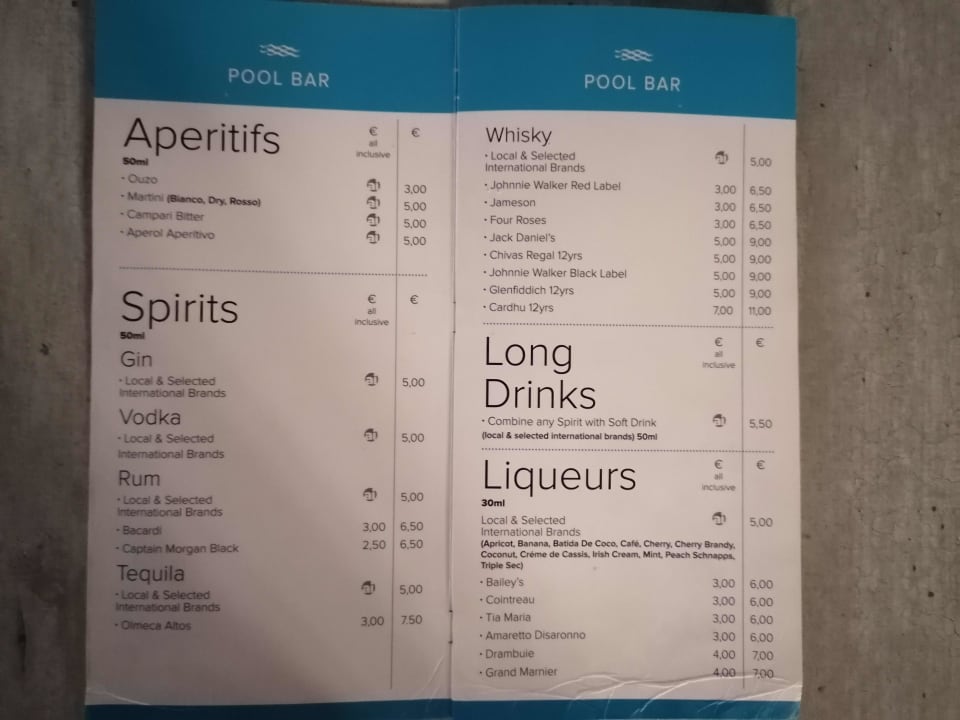 POOL BAR
Aperitifs € €
all
inclusive
50ml
• Ouzo 3,00
• Martini (Bianco, Dry, Rosso) 5,00
• Campari Bitter 5,00
• Aperol Aperitivo 5,00
Spirits € €
all
inclusive
50ml
Gin
• Local & Selected 5,00
International Brands
Vodka
• Local & Selected 5,00
International Brands
Rum
• Local & Selected 5,00
International Brands
• Bacardi 3,00 6,50
• Captain Morgan Black 2,50 6,50
Tequila
• Local & Selected 5,00
International Brands
• Olmeca Altos 3,00 7.50
POOL BAR
Whisky
• Local & Selected 5,00
International Brands
• Johnnie Walker Red Label 3,00 6,50
• Jameson 3,00 6,50
• Four Roses 3,00 6,50
• Jack Daniel's 5,00 9,00
• Chivas Regal 12yrs 5,00 9,00
• Johnnie Walker Black Label 5,00 9,00
• Glenfiddich 12yrs 5,00 9,00
• Cardhu 12yrs 7,00 11,00
Long € €
all
inclusive
Drinks
• Combine any Spirit with Soft Drink 5,50
(local & selected international brands) 50ml
Liqueurs € €
all
inclusive
30ml
Local & Selected 5,00
International Brands
(Apricot, Banana, Batida De Coco, Café, Cherry, Cherry Brandy,
Coconut, Créme de Cassis, Irish Cream, Mint, Peach Schnapps,
Triple Sec)
• Bailey's 3,00 6,00
• Cointreau 3,00 6,00
• Tia Maria 3,00 6,00
• Amaretto Disaronno 3,00 6,00
• Drambuie 4,00 7,00
• Grand Marnier 4,00 7,00